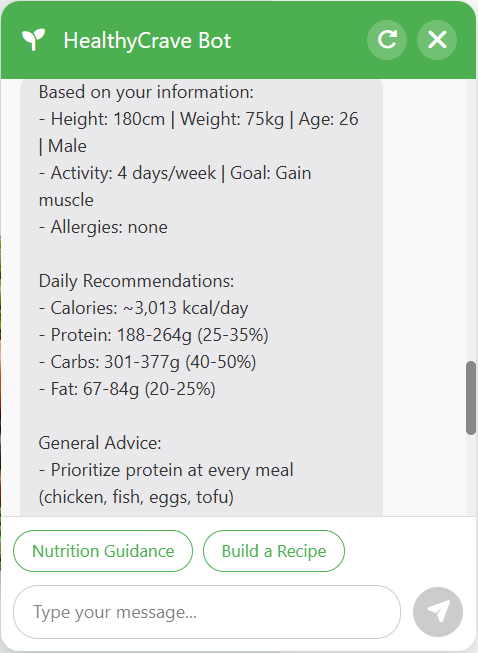 HealthyCrave Bot
Based on your information:
- Height: 180cm | Weight: 75kg | Age: 26
| Male
- Activity: 4 days/week | Goal: Gain
muscle
- Allergies: none
Daily Recommendations:
- Calories: ~3,013 kcal/day
- Protein: 188-264g (25-35%)
- Carbs: 301-377g (40-50%)
- Fat: 67-84g (20-25%)
General Advice:
- Prioritize protein at every meal
(chicken, fish, eggs, tofu)
Nutrition Guidance
Build a Recipe
Type your message...